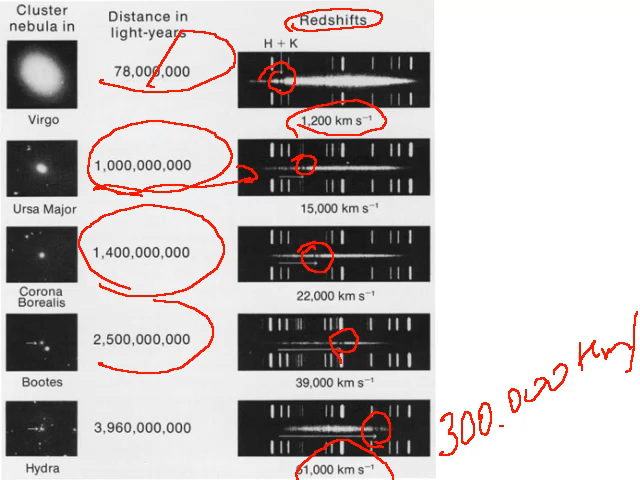 Cluster nebula in
Distance in light-years
Redshifts
H + K
78,000,000
Virgo
1,200 km s⁻¹
1,000,000,000
Ursa Major
15,000 km s⁻¹
1,400,000,000
Corona Borealis
22,000 km s⁻¹
2,500,000,000
Bootes
39,000 km s⁻¹
300.000 Km/
3,960,000,000
Hydra
61,000 km s⁻¹